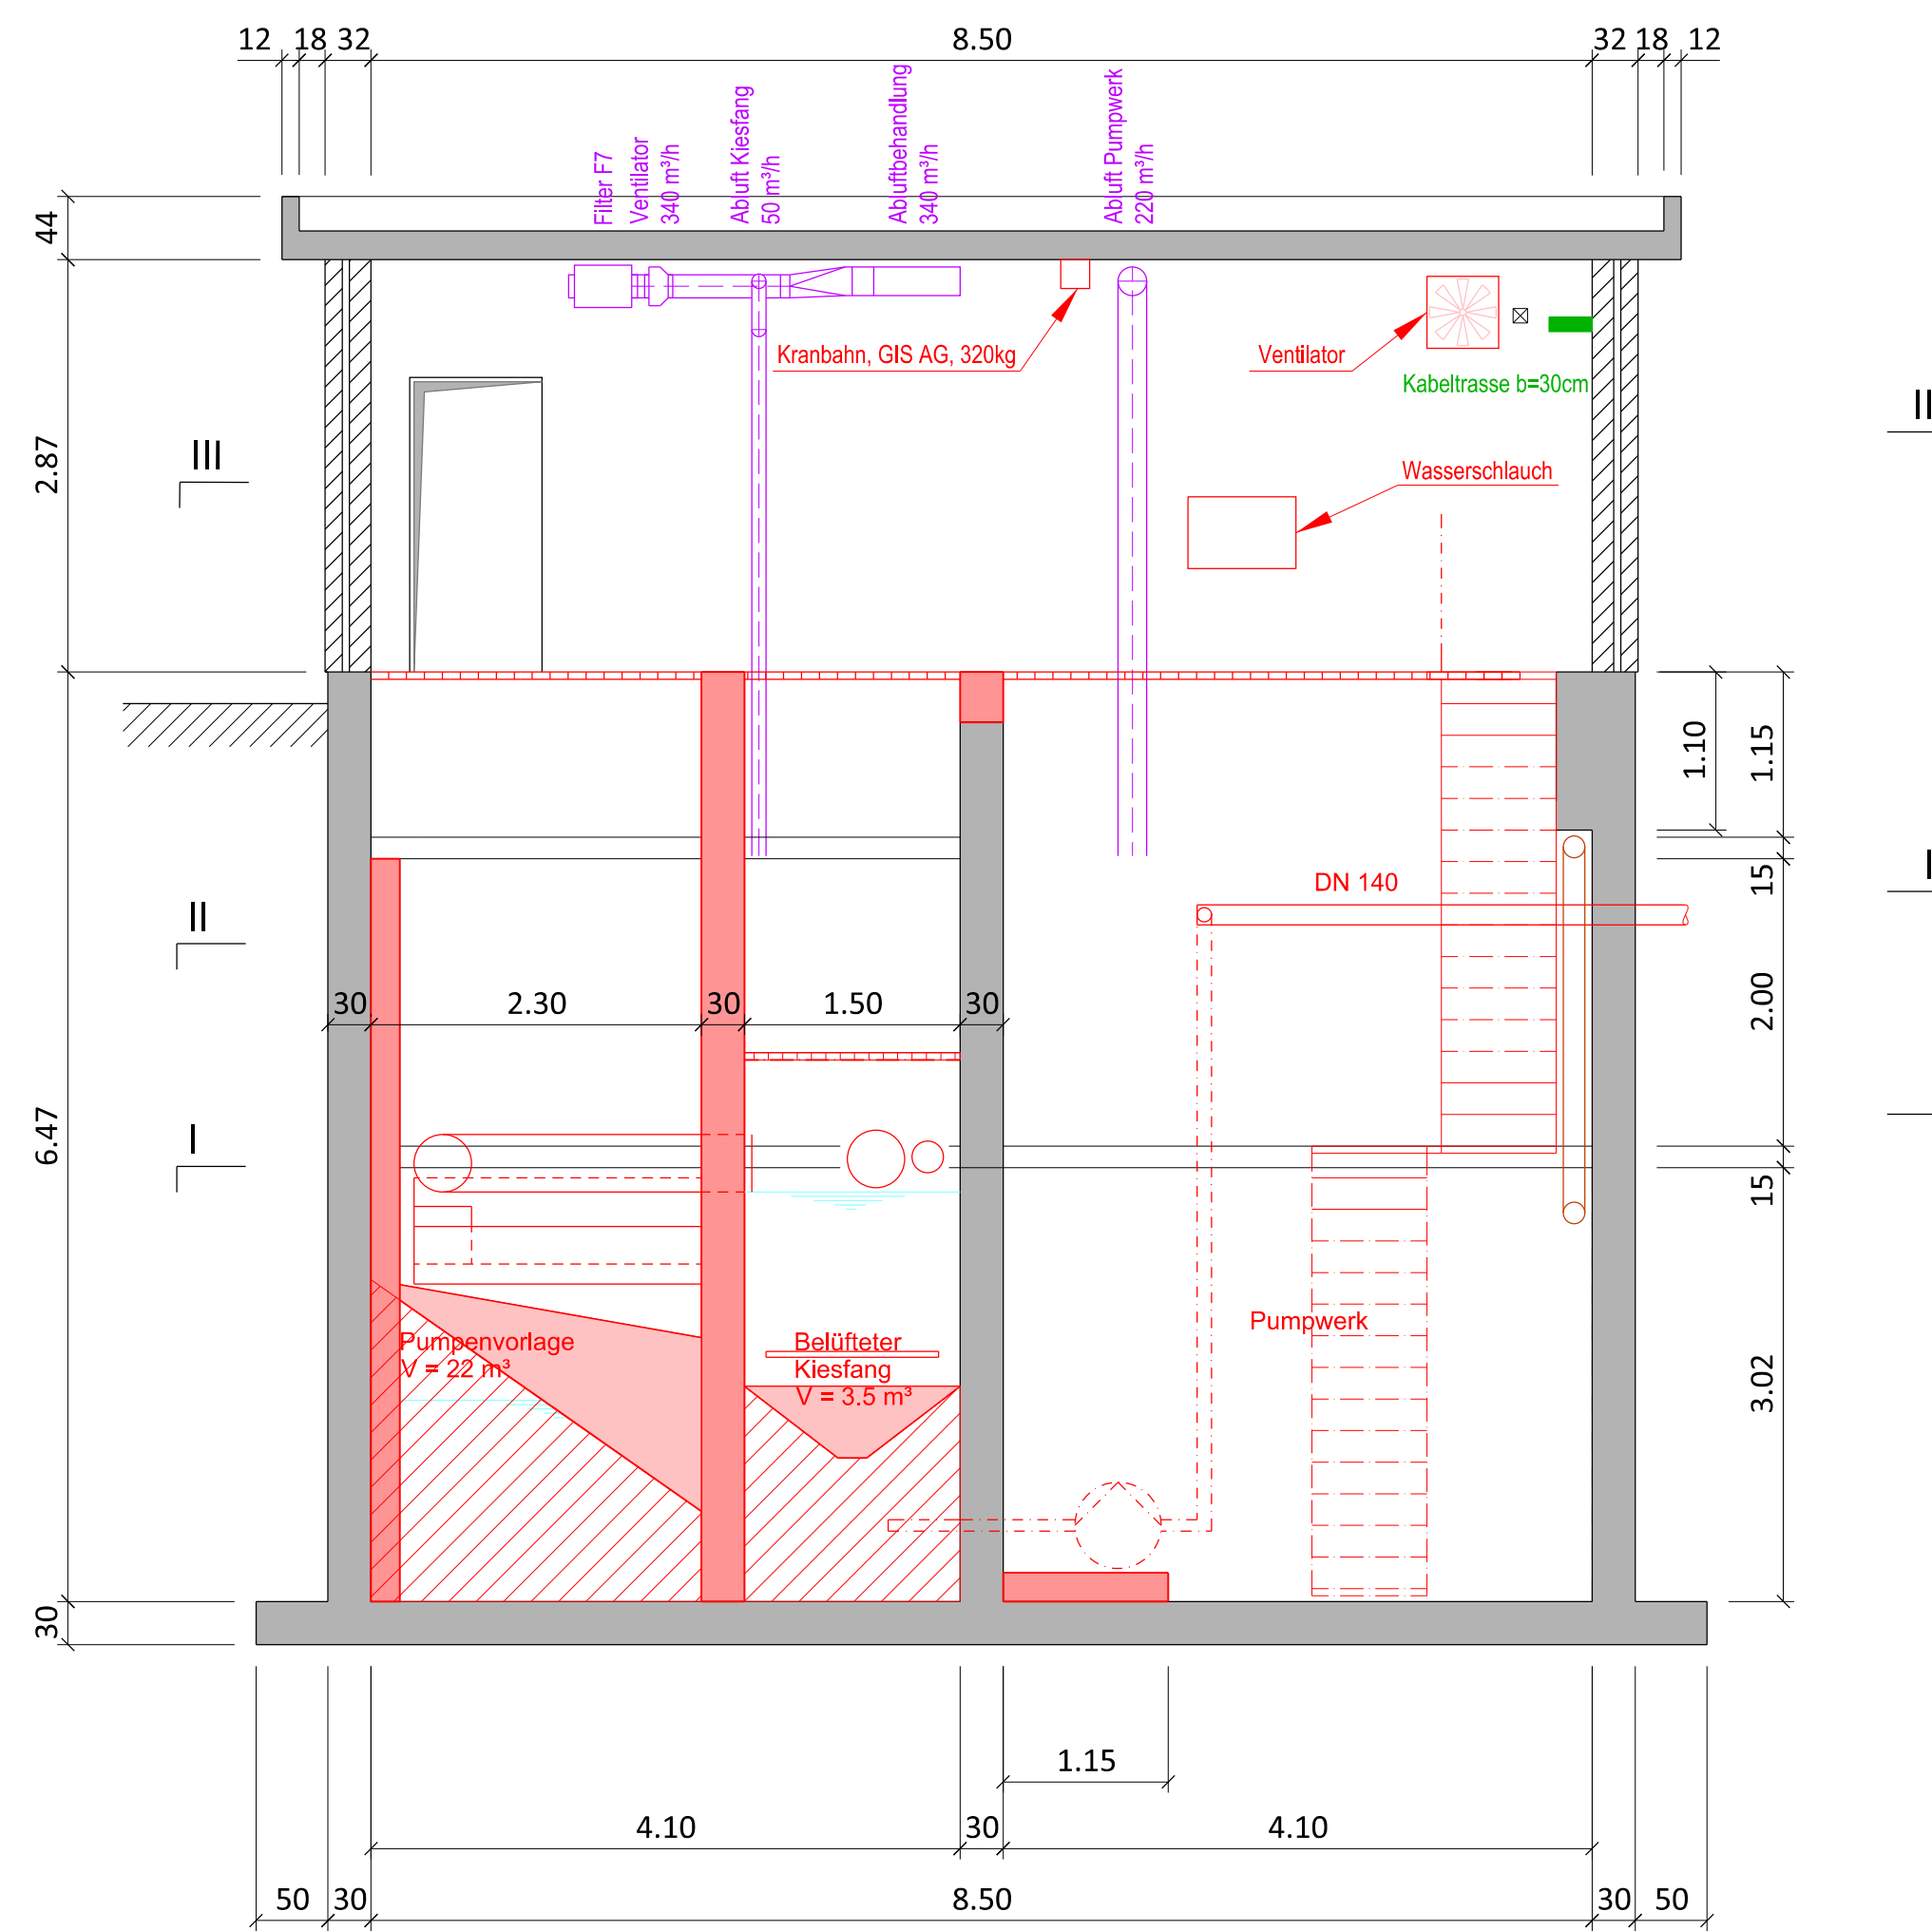 12 18 32 8.50 32 18 12
Filter F7
Ventilator
340 m³/h
Abluft Kiesfang
50 m³/h
Abluftbehandlung
340 m³/h
Abluft Pumpwerk
220 m³/h
44
Kranbahn, GIS AG, 320kg
Ventilator
Kabeltrasse b=30cm
2.87
III
Wasserschlauch
1.10
1.15
DN 140
15
II
30 2.30 30 1.50 30
2.00
6.47
I
15
Pumpenvorlage
V = 22 m³
Belüfteter
Kiesfang
V = 3.5 m³
Pumpwerk
3.02
30
1.15
4.10 30 4.10
50 30 8.50 30 50